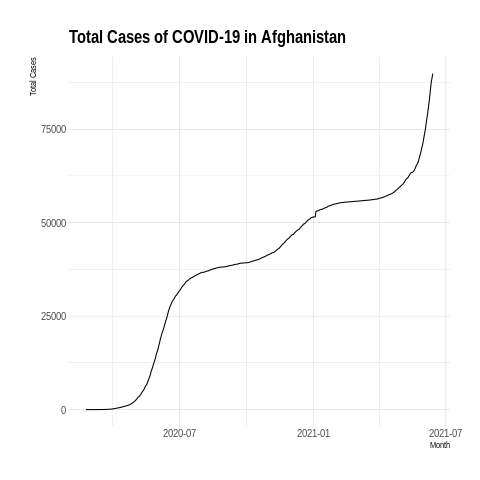 Total Cases of COVID-19 in Afghanistan
Total Cases
75000
50000
25000
0
2020-07
2021-01
2021-07
Month